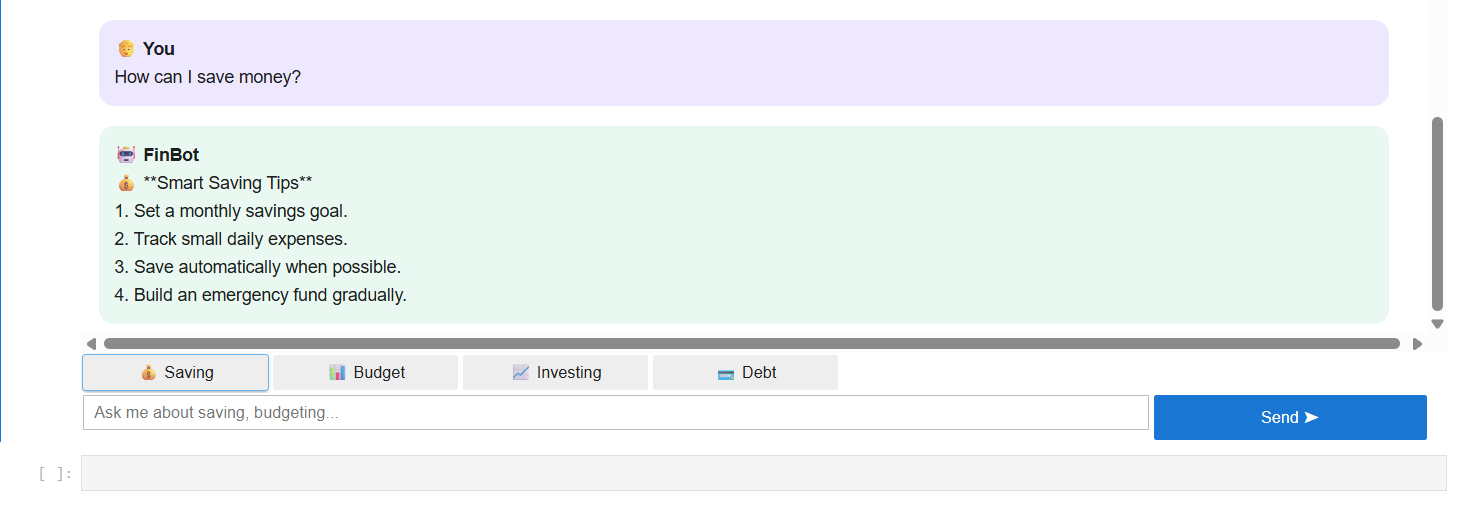 You
How can I save money?
FinBot
**Smart Saving Tips**
1. Set a monthly savings goal.
2. Track small daily expenses.
3. Save automatically when possible.
4. Build an emergency fund gradually.
Saving Budget Investing Debt
Ask me about saving, budgeting...
Send ➤
[ ]: